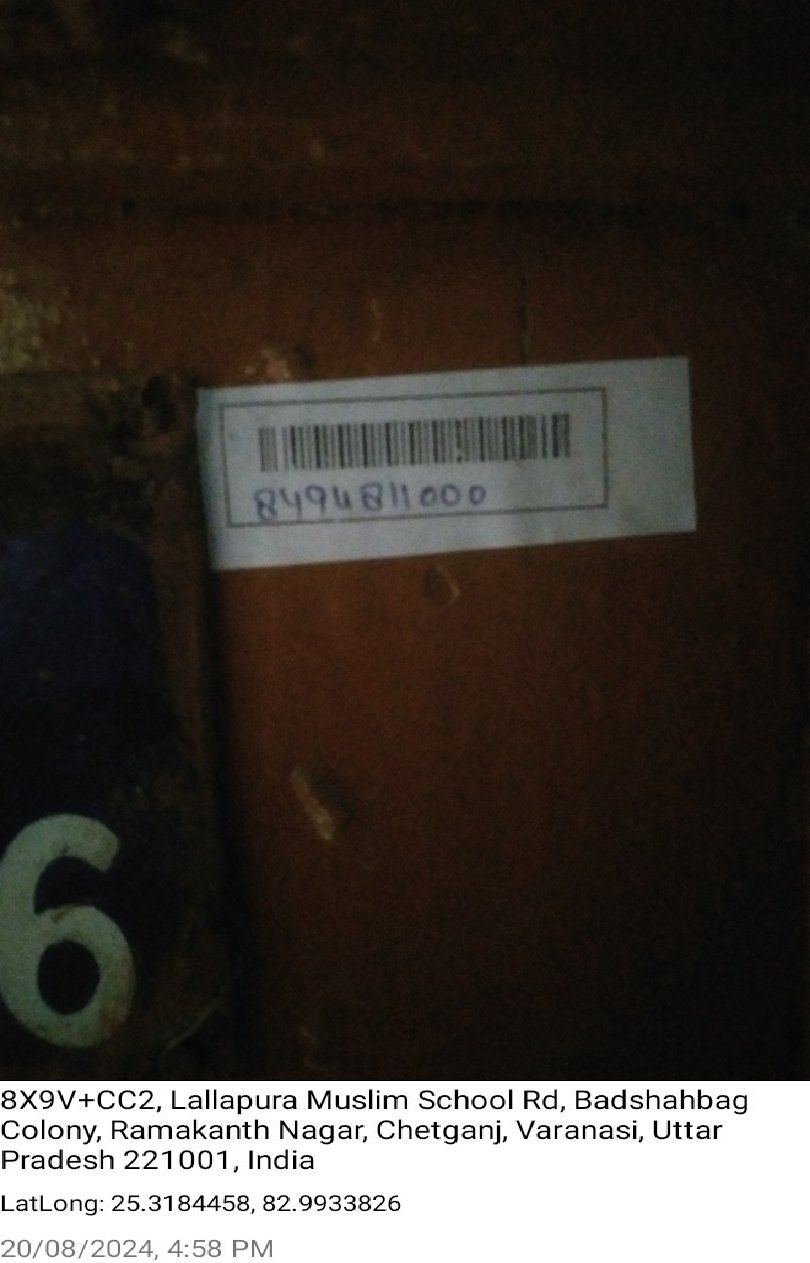 8494811000
6
8X9V+CC2, Lallapura Muslim School Rd, Badshahbag
Colony, Ramakanth Nagar, Chetganj, Varanasi, Uttar
Pradesh 221001, India
LatLong: 25.3184458, 82.9933826
20/08/2024, 4:58 PM